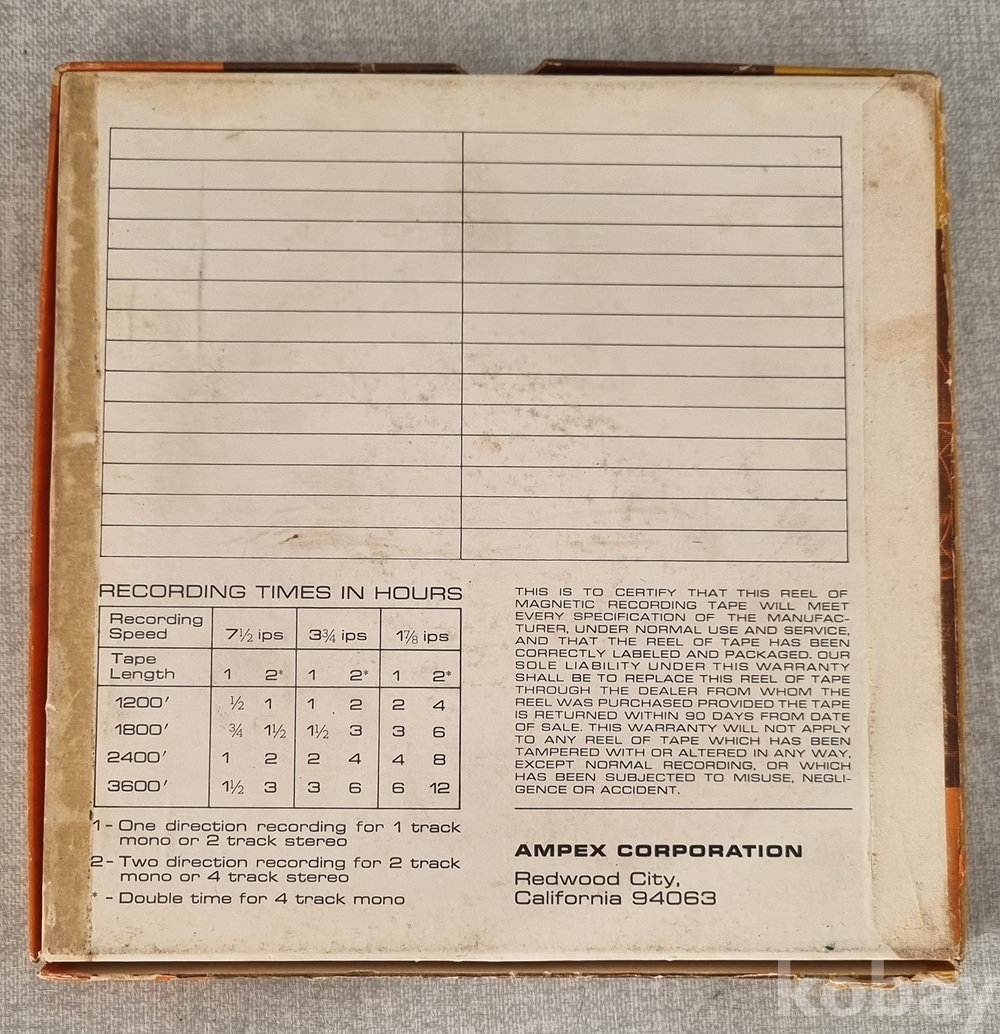 RECORDING TIMES IN HOURS
Recording Speed 7½ ips 3¾ ips 1⅞ ips
Tape Length 1 2* 1 2* 1 2*
1200′ ½ 1 1 2 2 4
1800′ ¾ 1½ 1½ 3 3 6
2400′ 1 2 2 4 4 8
3600′ 1½ 3 3 6 6 12
1- One direction recording for 1 track
mono or 2 track stereo
2- Two direction recording for 2 track
mono or 4 track stereo
* - Double time for 4 track mono
THIS IS TO CERTIFY THAT THIS REEL OF
MAGNETIC RECORDING TAPE WILL MEET
EVERY SPECIFICATION OF THE MANUFAC-
TURER, UNDER NORMAL USE AND SERVICE,
AND THAT THE REEL OF TAPE HAS BEEN
CORRECTLY LABELED AND PACKAGED. OUR
SOLE LIABILITY UNDER THIS WARRANTY
SHALL BE TO REPLACE THIS REEL OF TAPE
THROUGH THE DEALER FROM WHOM THE
REEL WAS PURCHASED PROVIDED THE TAPE
IS RETURNED WITHIN 90 DAYS FROM DATE
OF SALE. THIS WARRANTY WILL NOT APPLY
TO ANY REEL OF TAPE WHICH HAS BEEN
TAMPERED WITH OR ALTERED IN ANY WAY,
EXCEPT NORMAL RECORDING, OR WHICH
HAS BEEN SUBJECTED TO MISUSE, NEGLI-
GENCE OR ACCIDENT.
AMPEX CORPORATION
Redwood City,
California 94063
kobay